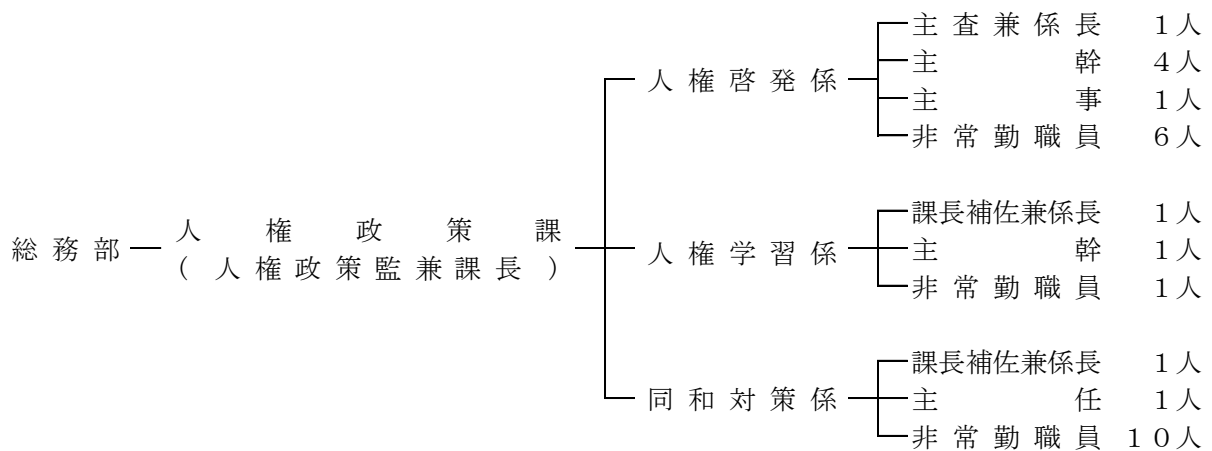 主査兼係長 1人
人権啓発係 主幹 4人
主事 1人
非常勤職員 6人
総務部 人権政策課
(人権政策監兼課長)
課長補佐兼係長 1人
人権学習係 主幹 1人
非常勤職員 1人
課長補佐兼係長 1人
同和対策係 主任 1人
非常勤職員 10人